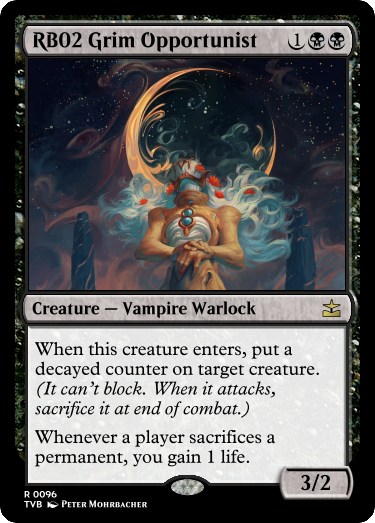 RB02 Grim Opportunist 1
Creature — Vampire Warlock
When this creature enters, put a
decayed counter on target creature.
(It can't block. When it attacks,
sacrifice it at end of combat.)
Whenever a player sacrifices a
permanent, you gain 1 life.
3/2
R 0096
TVB Peter Mohrbacher